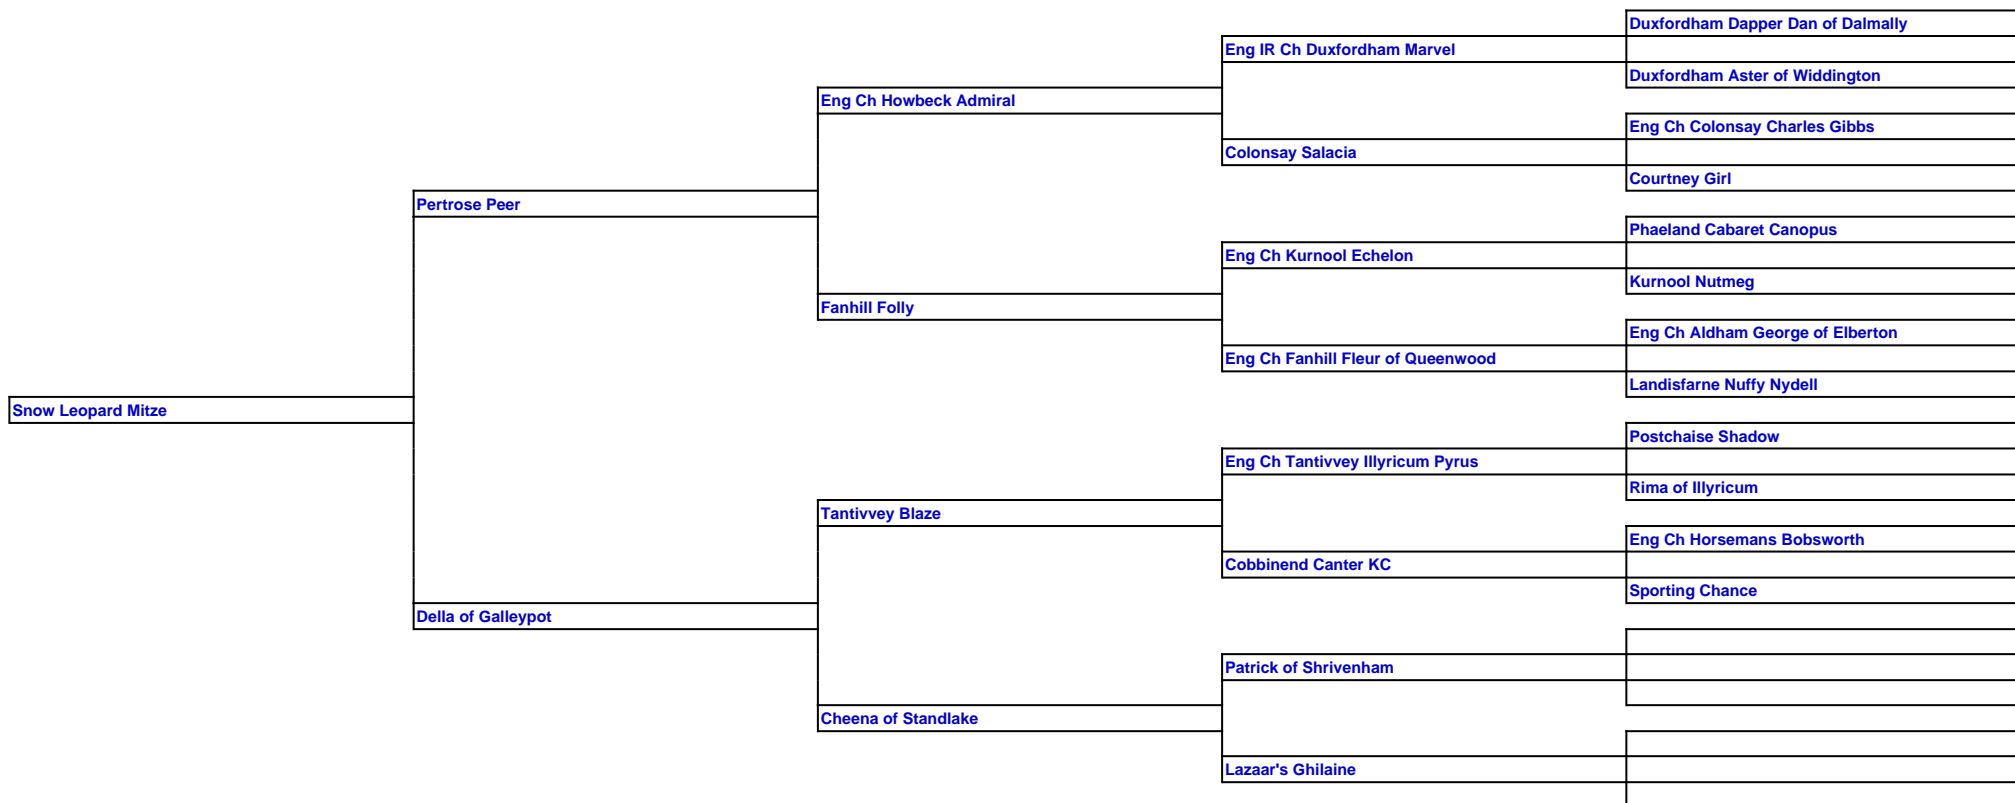 Duxfordham Dapper Dan of Dalmally
Eng IR Ch Duxfordham Marvel
Duxfordham Aster of Widdington
Eng Ch Howbeck Admiral
Eng Ch Colonsay Charles Gibbs
Colonsay Salacia
Courtney Girl
Pertrose Peer
Phaeland Cabaret Canopus
Eng Ch Kurnool Echelon
Kurnool Nutmeg
Fanhill Folly
Eng Ch Aldham George of Elberton
Eng Ch Fanhill Fleur of Queenwood
Landisfarne Nuffy Nydell
Snow Leopard Mitze
Postchaise Shadow
Eng Ch Tantivvey Illyricum Pyrus
Rima of Illyricum
Tantivvey Blaze
Eng Ch Horsemans Bobsworth
Cobbinend Canter KC
Sporting Chance
Della of Galleypot
Patrick of Shrivenham
Cheena of Standlake
Lazaar's Ghilaine